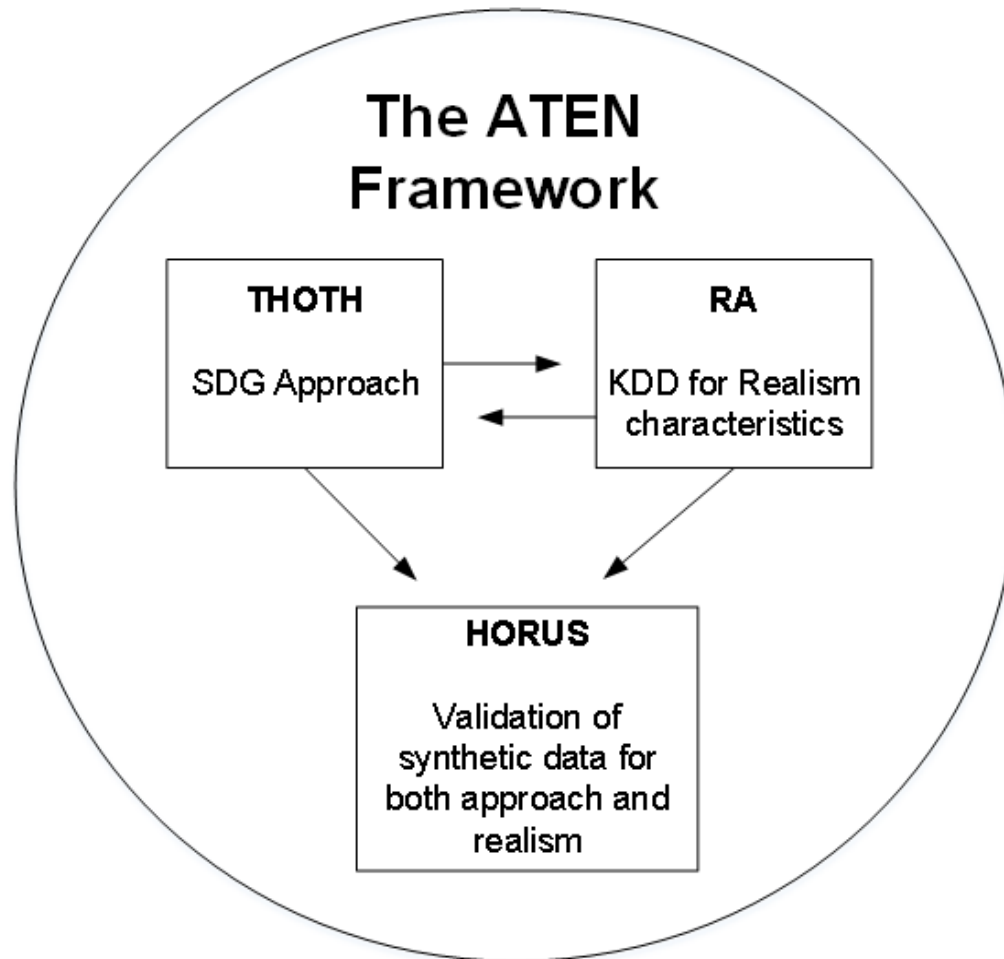 The ATEN
Framework
THOTH
SDG Approach
RA
KDD for Realism
characteristics
HORUS
Validation of
synthetic data for
both approach and
realism